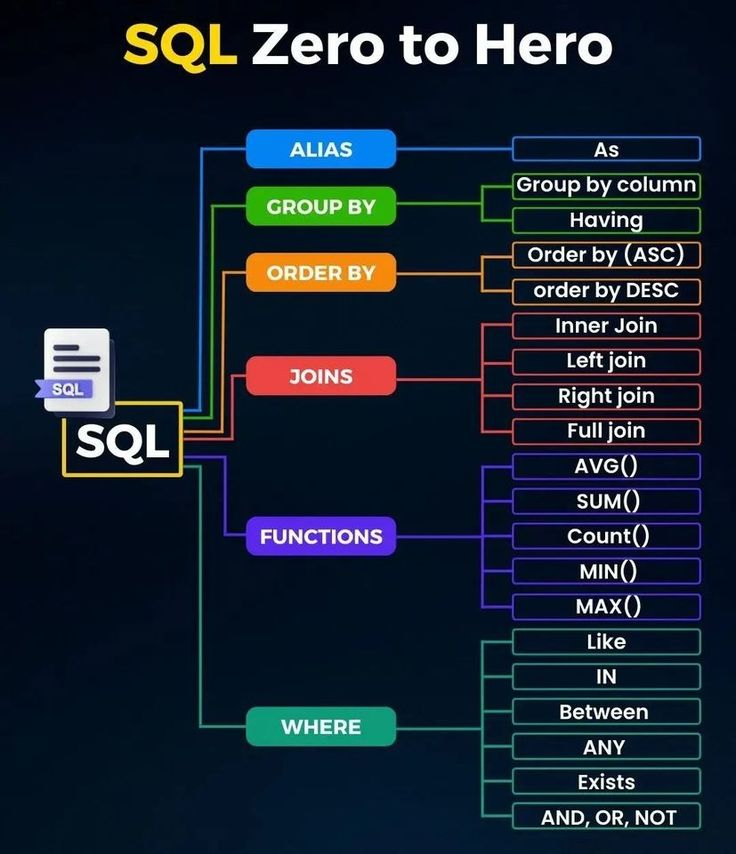 SQL Zero to Hero
ALIAS
As
GROUP BY
Group by column
Having
ORDER BY
Order by (ASC)
order by DESC
JOINS
Inner Join
Left join
Right join
Full join
SQL
SQL
FUNCTIONS
AVG()
SUM()
Count()
MIN()
MAX()
WHERE
Like
IN
Between
ANY
Exists
AND, OR, NOT